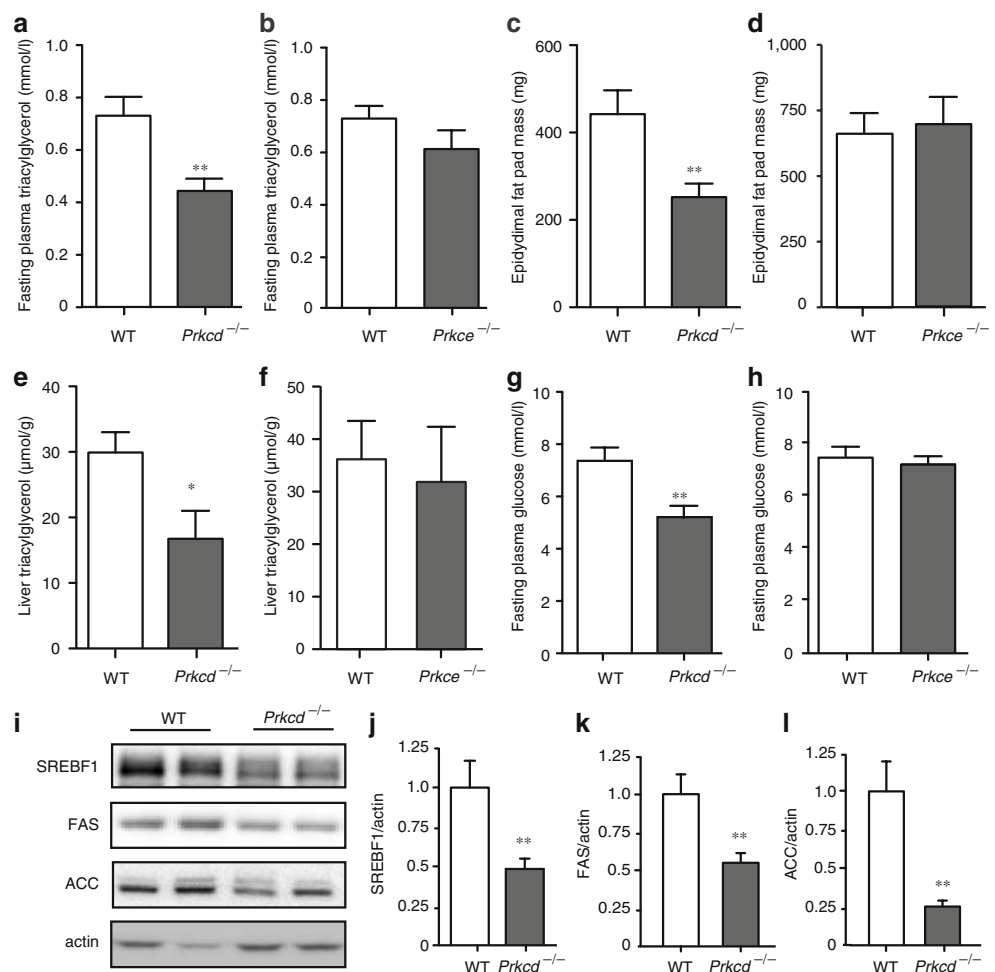 a
Fasting plasma triacylglycerol (mmol/l)
1.0
0.8
0.6
0.4
0.2
0
**
WT
Prkcd −/−
b
Fasting plasma triacylglycerol (mmol/l)
1.0
0.8
0.6
0.4
0.2
0
WT
Prkce −/−
c
Epidydimal fat pad mass (mg)
600
400
200
0
**
WT
Prkcd −/−
d
Epidydimal fat pad mass (mg)
1,000
750
500
250
0
WT
Prkce −/−
e
Liver triacylglycerol (µmol/g)
40
30
20
10
0
*
WT
Prkcd −/−
f
Liver triacylglycerol (µmol/g)
50
40
30
20
10
0
WT
Prkce −/−
g
Fasting plasma glucose (mmol/l)
10
8
6
4
2
0
**
WT
Prkcd −/−
h
Fasting plasma glucose (mmol/l)
10
8
6
4
2
0
WT
Prkce −/−
i
WT
Prkcd −/−
SREBF1
FAS
ACC
actin
j
SREBF1/actin
1.25
1.0
0.75
0.5
0.25
0
**
WT
Prkcd −/−
k
FAS/actin
1.25
1.0
0.75
0.5
0.25
0
**
WT
Prkcd −/−
l
ACC/actin
1.25
1.0
0.75
0.5
0.25
0
**
WT
Prkcd −/−